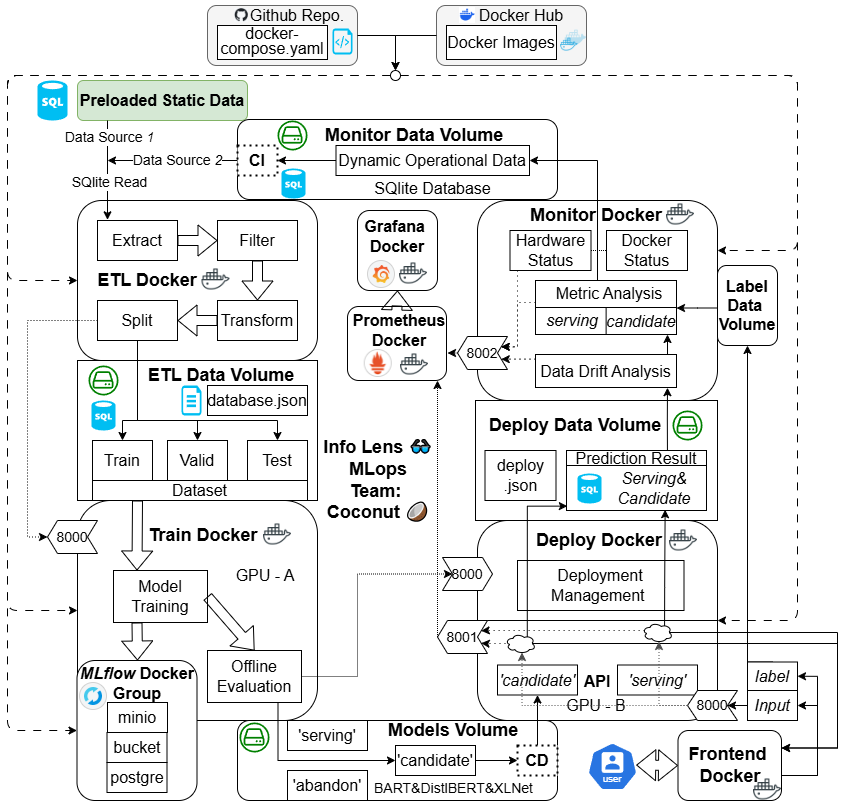 Github Repo.
docker-
compose.yaml
Docker Hub
Docker Images
SQL
Preloaded Static Data
Data Source 1
Data Source 2
SQlite Read
Monitor Data Volume
CI
Dynamic Operational Data
SQL
SQlite Database
Extract
Filter
ETL Docker
Split
Transform
Grafana
Docker
Prometheus
Docker
Monitor Docker
Hardware
Status
Docker
Status
Metric Analysis
serving
candidate
8002
Data Drift Analysis
Label
Data
Volume
ETL Data Volume
SQL
database.json
Train
Valid
Test
Dataset
Info Lens
MLops
Team:
Coconut
Deploy Data Volume
deploy
.json
Prediction Result
SQL
Serving&
Candidate
8000
Train Docker
GPU - A
Model
Training
Offline
Evaluation
MLflow Docker
Group
minio
bucket
postgre
Deploy Docker
8000
Deployment
Management
8001
'candidate'
API
'serving'
GPU - B
8000
label
Input
Models Volume
'serving'
'candidate'
CD
'abandon'
BART&DistIBERT&XLNet
user
Frontend
Docker